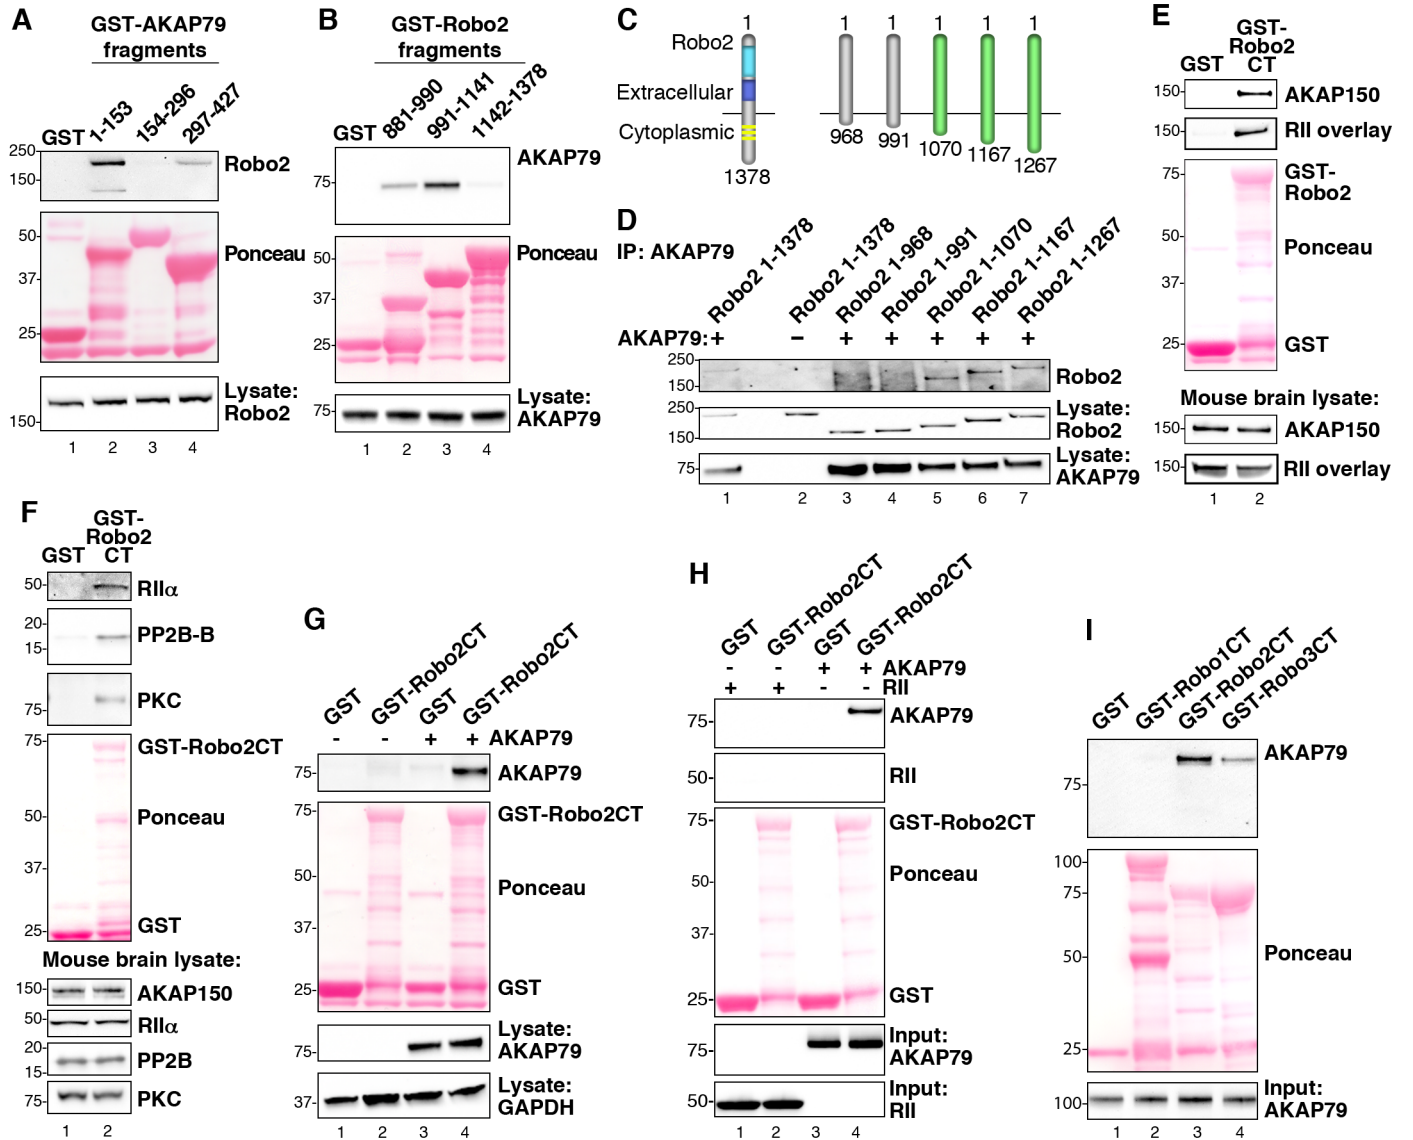 A
GST-AKAP79
fragments
GST
1-153
154-296
297-427
250-
150-
Robo2
50-
37-
25-
Ponceau
150-
Lysate:
Robo2
1 2 3 4
B
GST-Robo2
fragments
GST
881-990
991-1141
1142-1378
75-
AKAP79
50-
37-
25-
Ponceau
75-
Lysate:
AKAP79
1 2 3 4
C
1 1 1 1 1 1
Robo2
Extracellular
Cytoplasmic
1378
968
991
1070
1167
1267
D
IP: AKAP79
Robo2 1-1378
Robo2 1-1378
Robo2 1-968
Robo2 1-991
Robo2 1-1070
Robo2 1-1167
Robo2 1-1267
AKAP79: + – + + + + +
250-
150-
Robo2
250-
150-
Lysate:
Robo2
75-
Lysate:
AKAP79
1 2 3 4 5 6 7
E
GST-
Robo2
GST CT
150-
AKAP150
150-
RII overlay
75-
50-
37-
25-
GST-
Robo2
Ponceau
GST
Mouse brain lysate:
150-
AKAP150
150-
RII overlay
1 2
F
GST-
Robo2
GST CT
50-
RIIα
20-
15-
PP2B-B
75-
PKC
75-
50-
37-
25-
GST-Robo2CT
Ponceau
GST
Mouse brain lysate:
150-
AKAP150
50-
RIIα
20-
15-
PP2B
75-
PKC
1 2
G
GST
GST-Robo2CT
GST
GST-Robo2CT
- - + + AKAP79
75-
AKAP79
75-
50-
37-
25-
GST-Robo2CT
Ponceau
GST
75-
Lysate:
AKAP79
37-
Lysate:
GAPDH
1 2 3 4
H
GST
GST-Robo2CT
GST
GST-Robo2CT
- - + + AKAP79
+ + - - RII
75-
AKAP79
50-
RII
75-
50-
37-
25-
GST-Robo2CT
Ponceau
GST
75-
Input:
AKAP79
50-
Input:
RII
1 2 3 4
I
GST
GST-Robo1CT
GST-Robo2CT
GST-Robo3CT
75-
AKAP79
100-
75-
50-
25-
Ponceau
100-
Input:
AKAP79
1 2 3 4